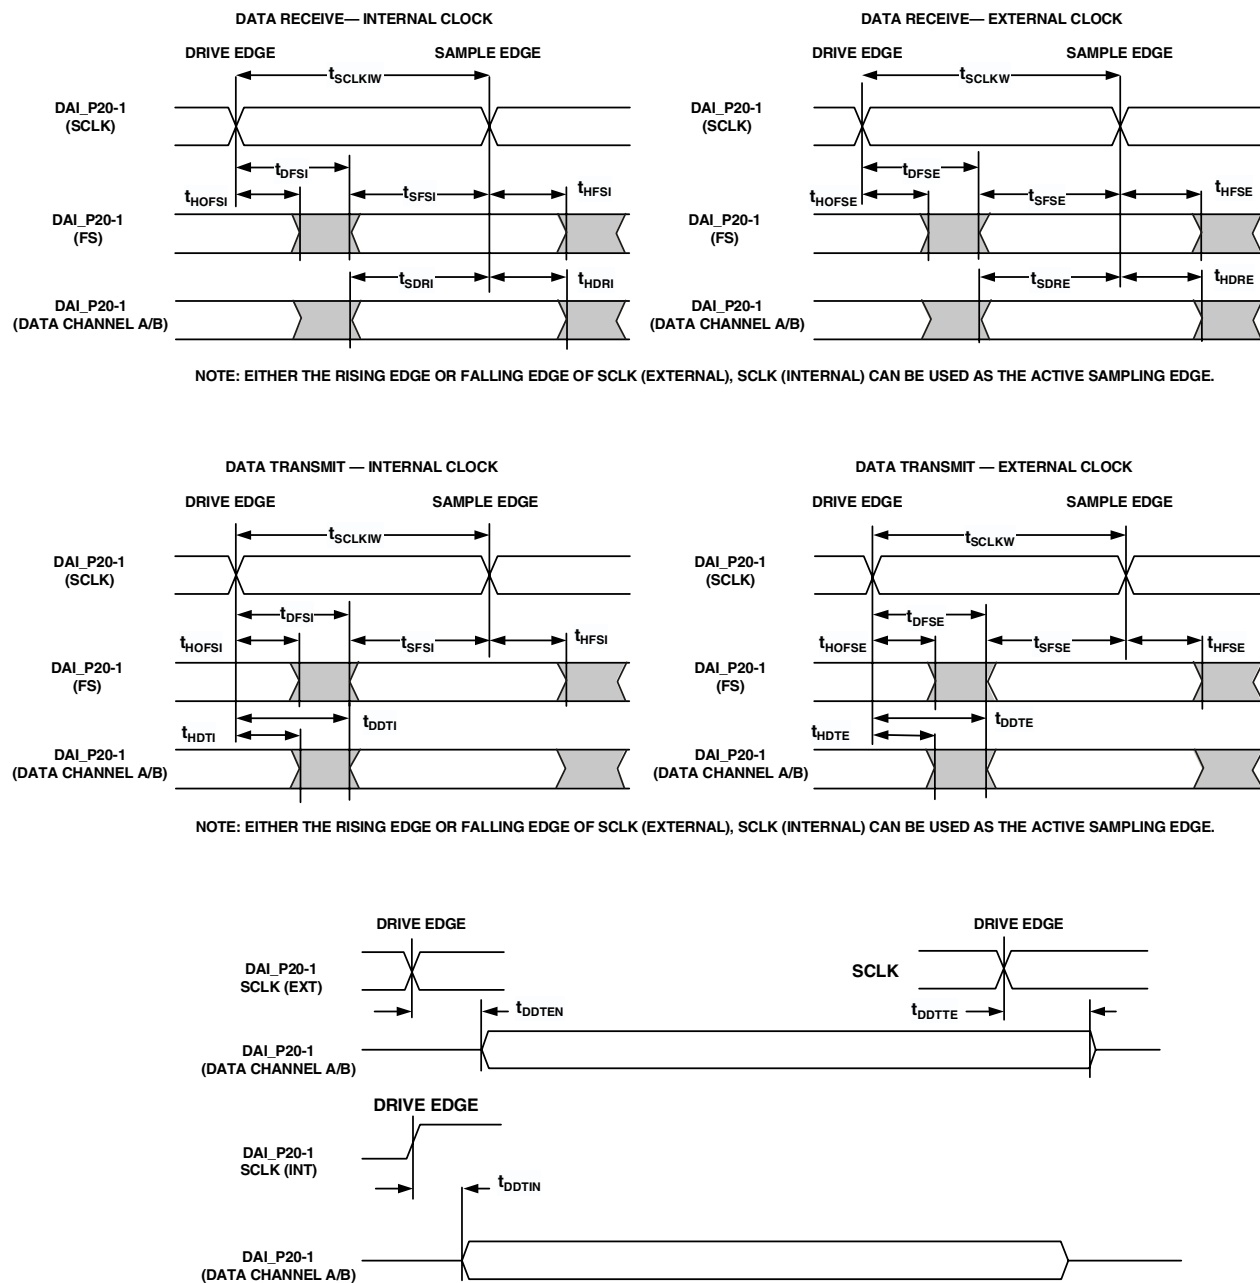 DATA RECEIVE— INTERNAL CLOCK
DRIVE EDGE
SAMPLE EDGE
tSCLKIW
DAI_P20-1
(SCLK)
tDFSI
tHOFSI
tSFSI
tHFSI
DAI_P20-1
(FS)
tSDRI
tHDRI
DAI_P20-1
(DATA CHANNEL A/B)
DATA RECEIVE— EXTERNAL CLOCK
DRIVE EDGE
SAMPLE EDGE
tSCLKW
DAI_P20-1
(SCLK)
tDFSE
tHOFSE
tSFSE
tHFSE
DAI_P20-1
(FS)
tSDRE
tHDRE
DAI_P20-1
(DATA CHANNEL A/B)
NOTE: EITHER THE RISING EDGE OR FALLING EDGE OF SCLK (EXTERNAL), SCLK (INTERNAL) CAN BE USED AS THE ACTIVE SAMPLING EDGE.
DATA TRANSMIT — INTERNAL CLOCK
DRIVE EDGE
SAMPLE EDGE
tSCLKIW
DAI_P20-1
(SCLK)
tDFSI
tHOFSI
tSFSI
tHFSI
DAI_P20-1
(FS)
tDDTI
tHDTI
DAI_P20-1
(DATA CHANNEL A/B)
DATA TRANSMIT — EXTERNAL CLOCK
DRIVE EDGE
SAMPLE EDGE
tSCLKW
DAI_P20-1
(SCLK)
tDFSE
tHOFSE
tSFSE
tHFSE
DAI_P20-1
(FS)
tDDTE
tHDTE
DAI_P20-1
(DATA CHANNEL A/B)
NOTE: EITHER THE RISING EDGE OR FALLING EDGE OF SCLK (EXTERNAL), SCLK (INTERNAL) CAN BE USED AS THE ACTIVE SAMPLING EDGE.
DRIVE EDGE
DRIVE EDGE
DAI_P20-1
SCLK (EXT)
SCLK
tDDTEN
tDDTTE
DAI_P20-1
(DATA CHANNEL A/B)
DRIVE EDGE
DAI_P20-1
SCLK (INT)
tDDTIN
DAI_P20-1
(DATA CHANNEL A/B)